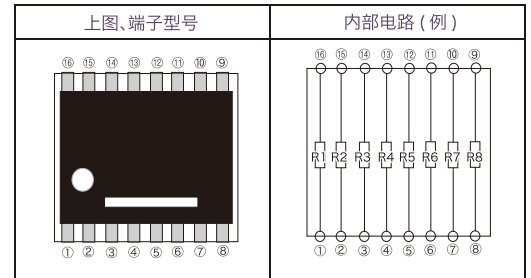 上图、端子型号
内部电路 ( 例 )
⑯ ⑮ ⑭ ⑬ ⑫ ⑪ ⑩ ⑨
① ② ③ ④ ⑤ ⑥ ⑦ ⑧
⑯ ⑮ ⑭ ⑬ ⑫ ⑪ ⑩ ⑨
R1 R2 R3 R4 R5 R6 R7 R8
① ② ③ ④ ⑤ ⑥ ⑦ ⑧